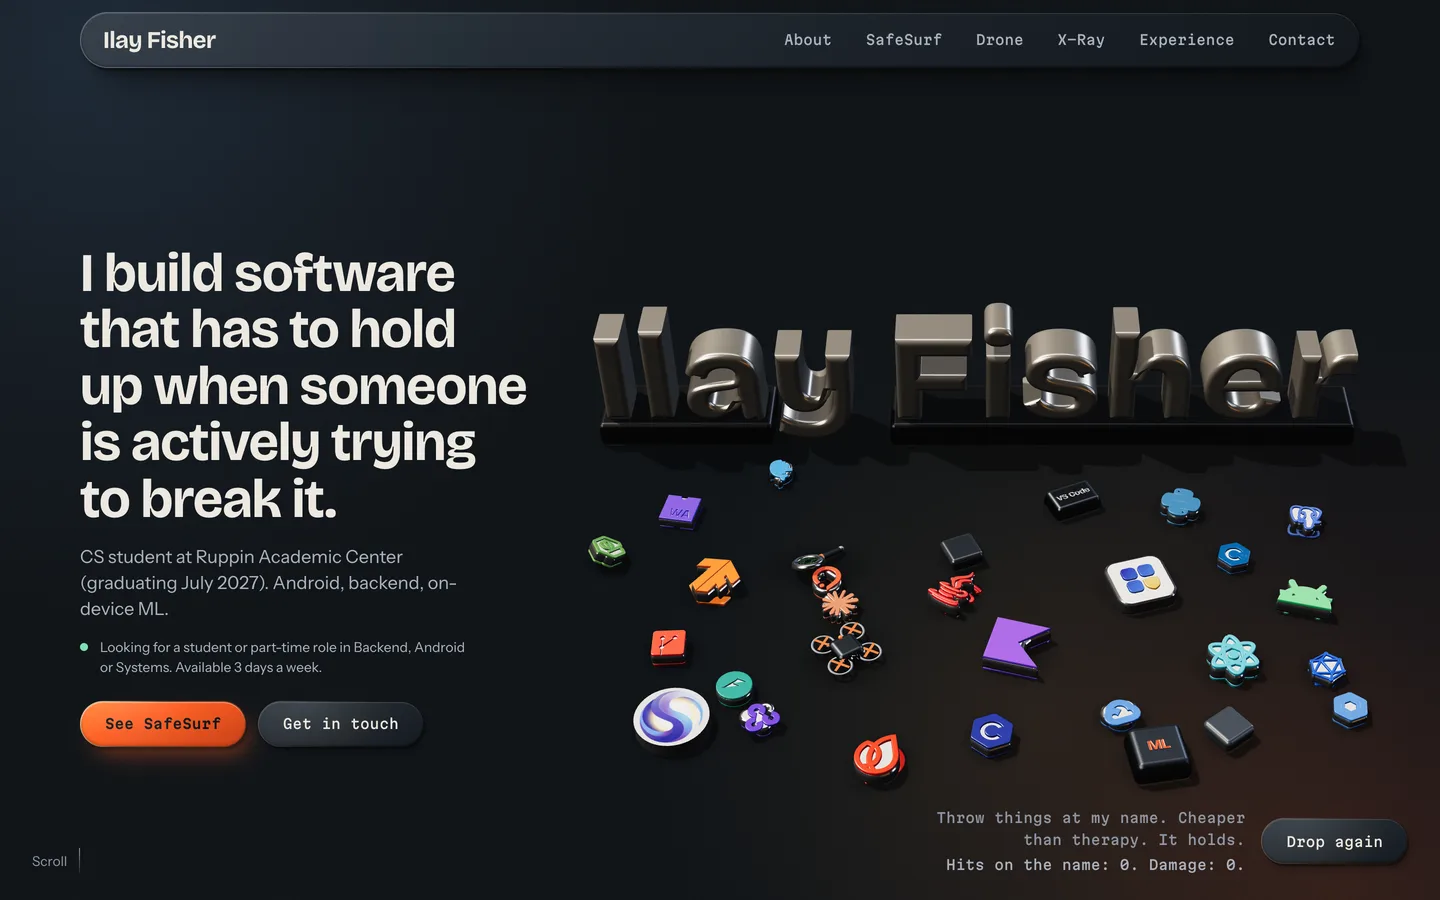 Ilay Fisher
About
SafeSurf
Drone
X-Ray
Experience
Contact
I build software
that has to hold
up when someone
is actively trying
to break it.
CS student at Ruppin Academic Center
(graduating July 2027). Android, backend, on-
device ML.
Looking for a student or part-time role in Backend, Android
or Systems. Available 3 days a week.
See SafeSurf
Get in touch
Ilay Fisher
VS Code
WA
C
C
ML
Throw things at my name. Cheaper
than therapy. It holds.
Hits on the name: 0. Damage: 0.
Drop again
Scroll